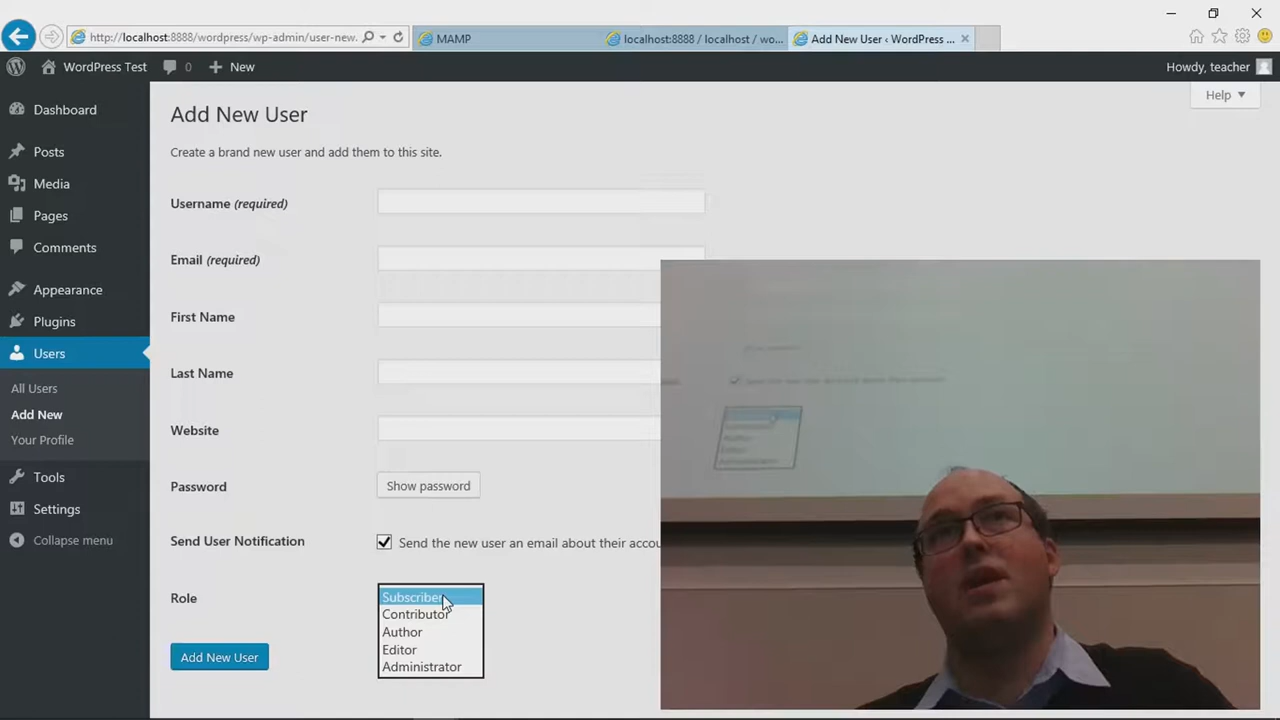 http://localhost:8888/wordpress/wp-admin/user-new.
MAMP
localhost:8888 / localhost / wo...
Add New User ‹ WordPress ...
WordPress Test
0
New
Howdy, teacher
Help
Dashboard
Posts
Media
Pages
Comments
Appearance
Plugins
Users
All Users
Add New
Your Profile
Tools
Settings
Collapse menu
Add New User
Create a brand new user and add them to this site.
Username (required)
Email (required)
First Name
Last Name
Website
Password
Show password
Send User Notification
Send the new user an email about their accou
Role
Subscriber
Contributor
Author
Editor
Administrator
Add New User